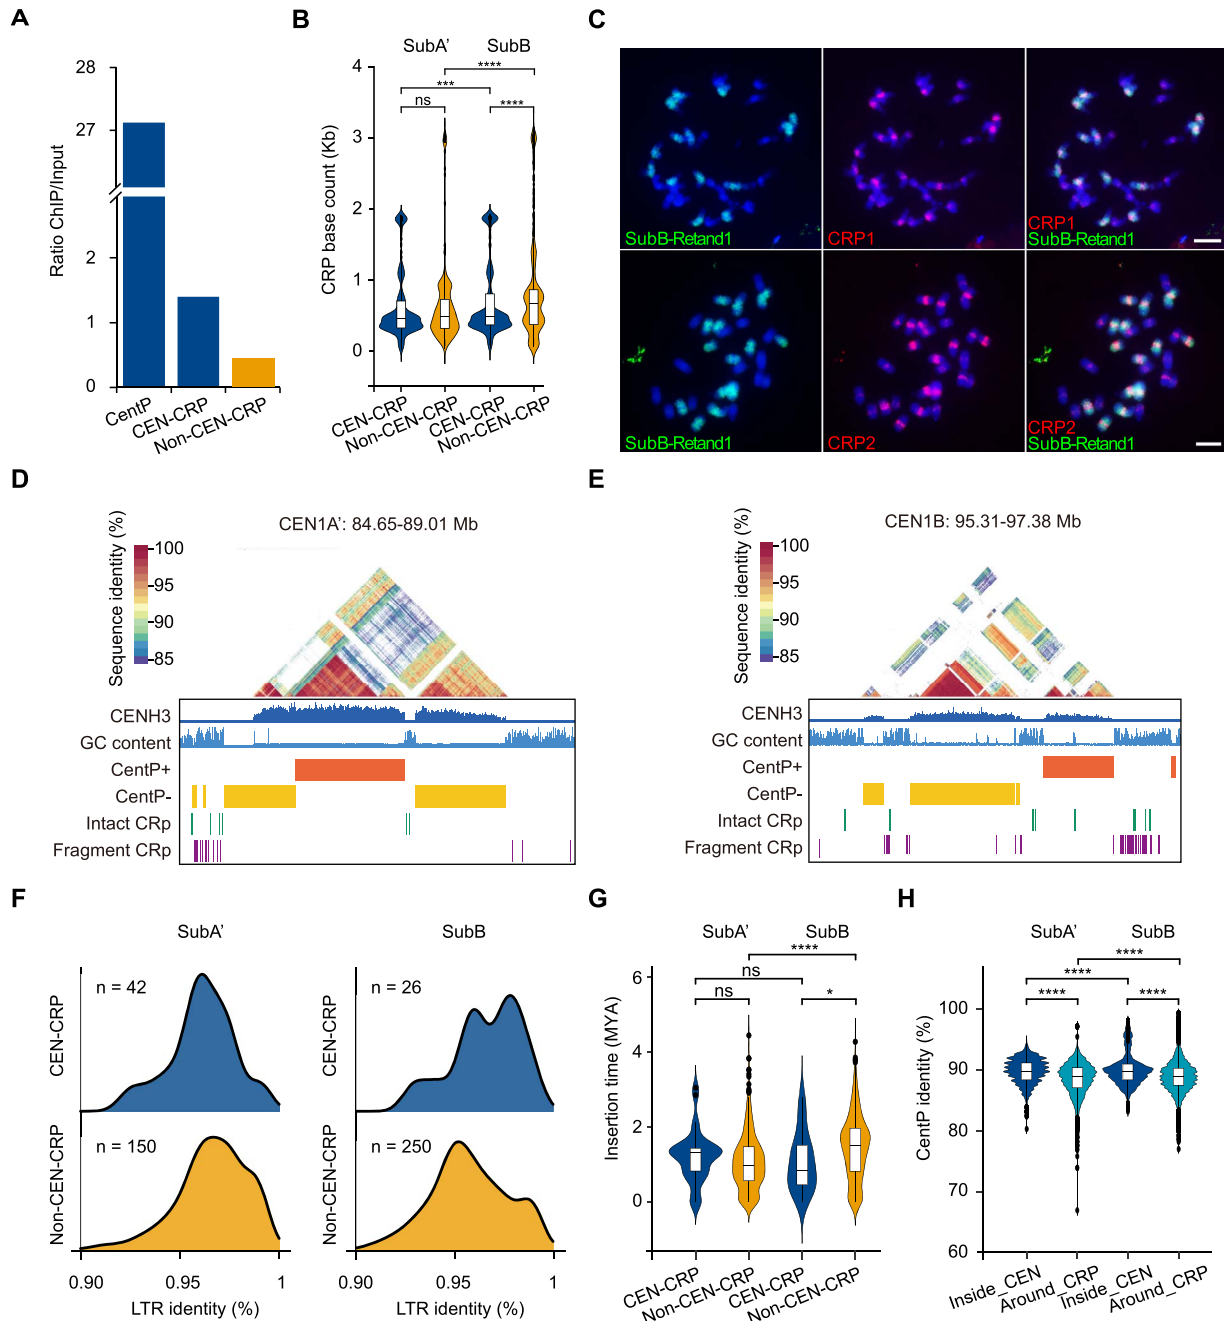 A
28
27
2
1
0
Ratio ChIP/Input
CentP
CEN-CRP
Non-CEN-CRP
B
SubA' SubB
****
***
ns ****
4
3
2
1
0
CRP base count (Kb)
CEN-CRP
Non-CEN-CRP
CEN-CRP
Non-CEN-CRP
C
SubB-Retand1
CRP1
CRP1
SubB-Retand1
SubB-Retand1
CRP2
CRP2
SubB-Retand1
D
CEN1A': 84.65-89.01 Mb
Sequence identity (%)
100
95
90
85
CENH3
GC content
CentP+
CentP-
Intact CRp
Fragment CRp
E
CEN1B: 95.31-97.38 Mb
Sequence identity (%)
100
95
90
85
CENH3
GC content
CentP+
CentP-
Intact CRp
Fragment CRp
F
SubA' SubB
CEN-CRP
n = 42
CEN-CRP
n = 26
Non-CEN-CRP
n = 150
Non-CEN-CRP
n = 250
0.90 0.95 1
LTR identity (%)
0.90 0.95 1
LTR identity (%)
G
SubA' SubB
****
ns
ns *
6
4
2
0
Insertion time (MYA)
CEN-CRP
Non-CEN-CRP
CEN-CRP
Non-CEN-CRP
H
SubA' SubB
****
****
**** ****
100
90
80
70
60
CentP identity (%)
Inside_CEN
Around_CRP
Inside_CEN
Around_CRP